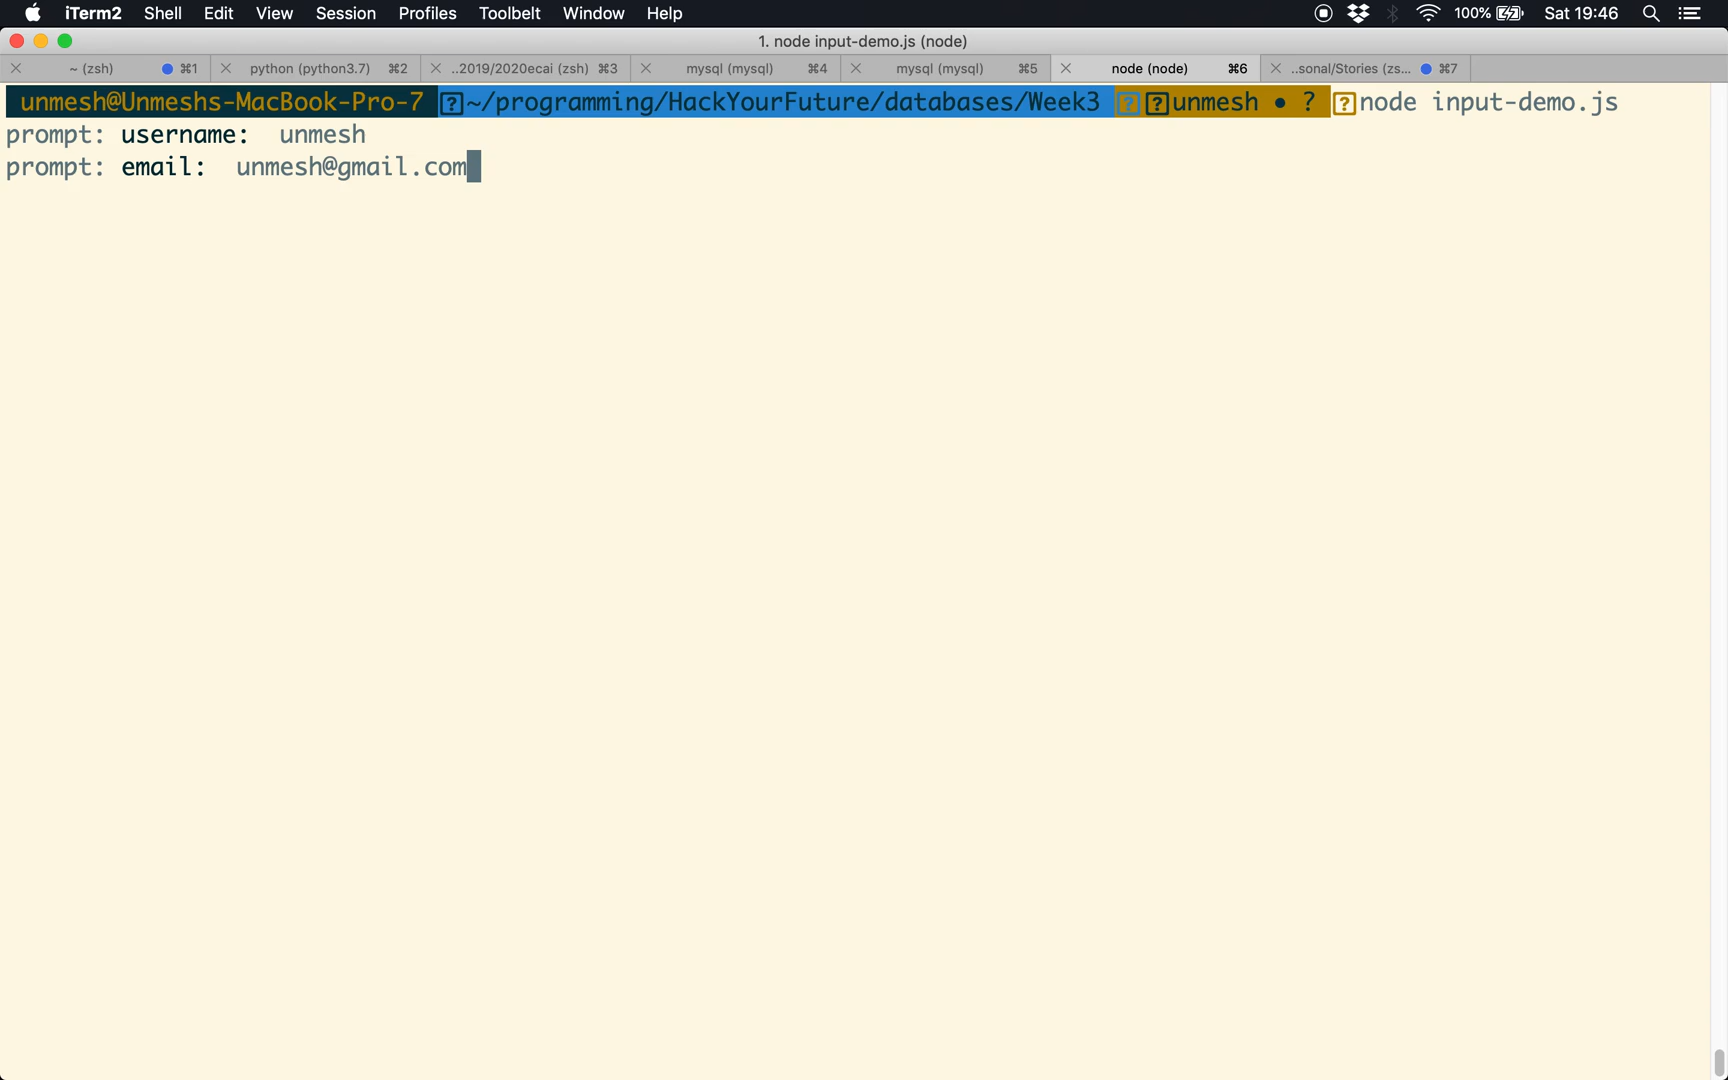 iTerm2 Shell Edit View Session Profiles Toolbelt Window Help 100% Sat 19:46
1. node input-demo.js (node)
~ (zsh) ⌘1 python (python3.7) ⌘2 ..2019/2020ecai (zsh) ⌘3 mysql (mysql) ⌘4 mysql (mysql) ⌘5 node (node) ⌘6 ..sonal/Stories (zs... ⌘7
unmesh@Unmeshs-MacBook-Pro-7 ?~/programming/HackYourFuture/databases/Week3 ??unmesh • ? ?node input-demo.js
prompt: username:  unmesh
prompt: email:  unmesh@gmail.com